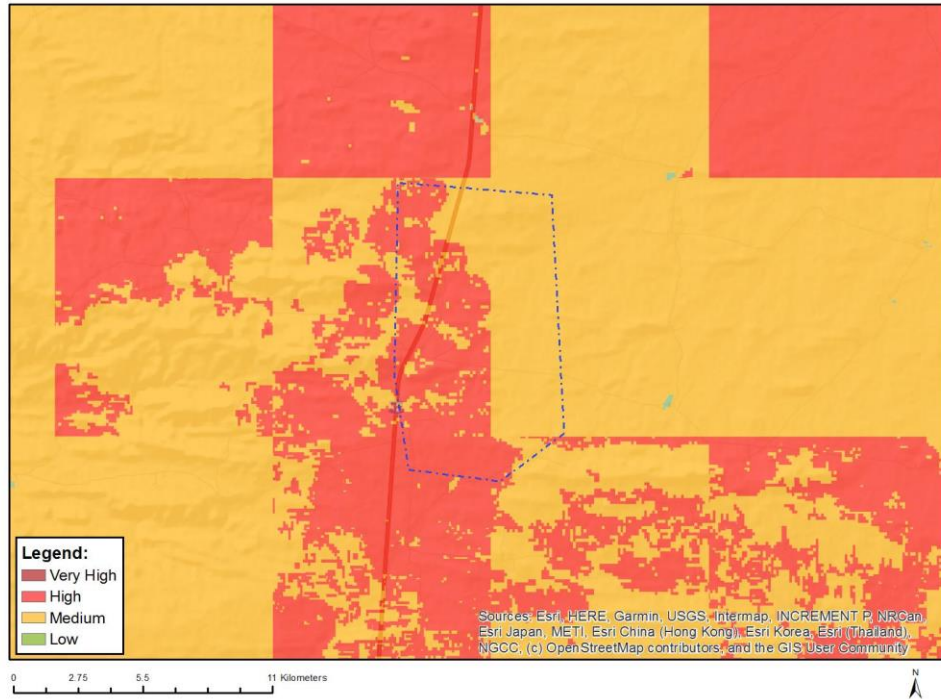 Legend:
Very High
High
Medium
Low
Sources: Esri, HERE, Garmin, USGS, Intermap, INCREMENT P, NRCan,
Esri Japan, METI, Esri China (Hong Kong), Esri Korea, Esri (Thailand),
NGCC, (c) OpenStreetMap contributors, and the GIS User Community
0 2.75 5.5 11 Kilometers
N